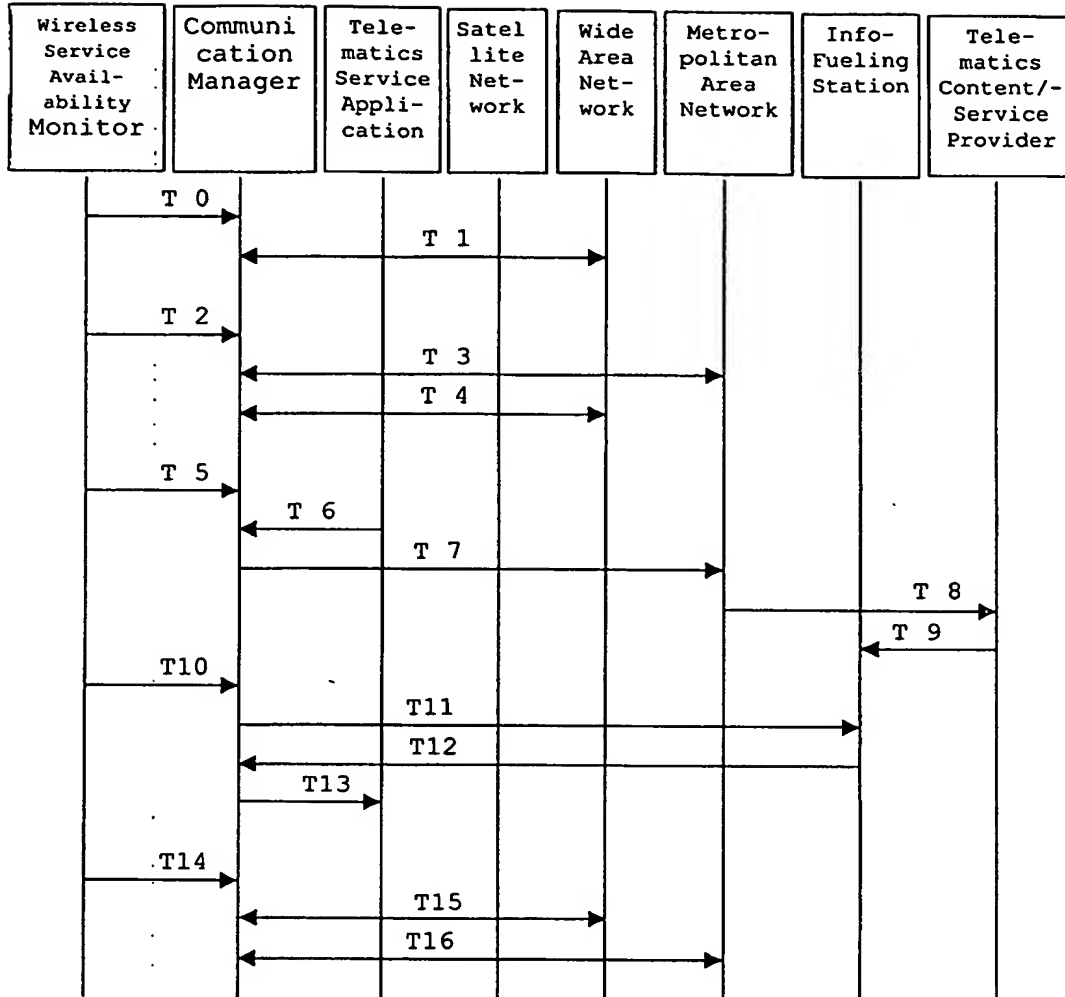 Wireless
Service
Avail-
ability
Monitor
Communi
cation
Manager
Tele-
matics
Service
Appli-
cation
Satel
lite
Net-
work
Wide
Area
Net-
work
Metro-
politan
Area
Network
Info-
Fueling
Station
Tele-
matics
Content/-
Service
Provider
T 0
T 1
T 2
T 3
T 4
T 5
T 6
T 7
T 8
T 9
T10
T11
T12
T13
T14
T15
T16